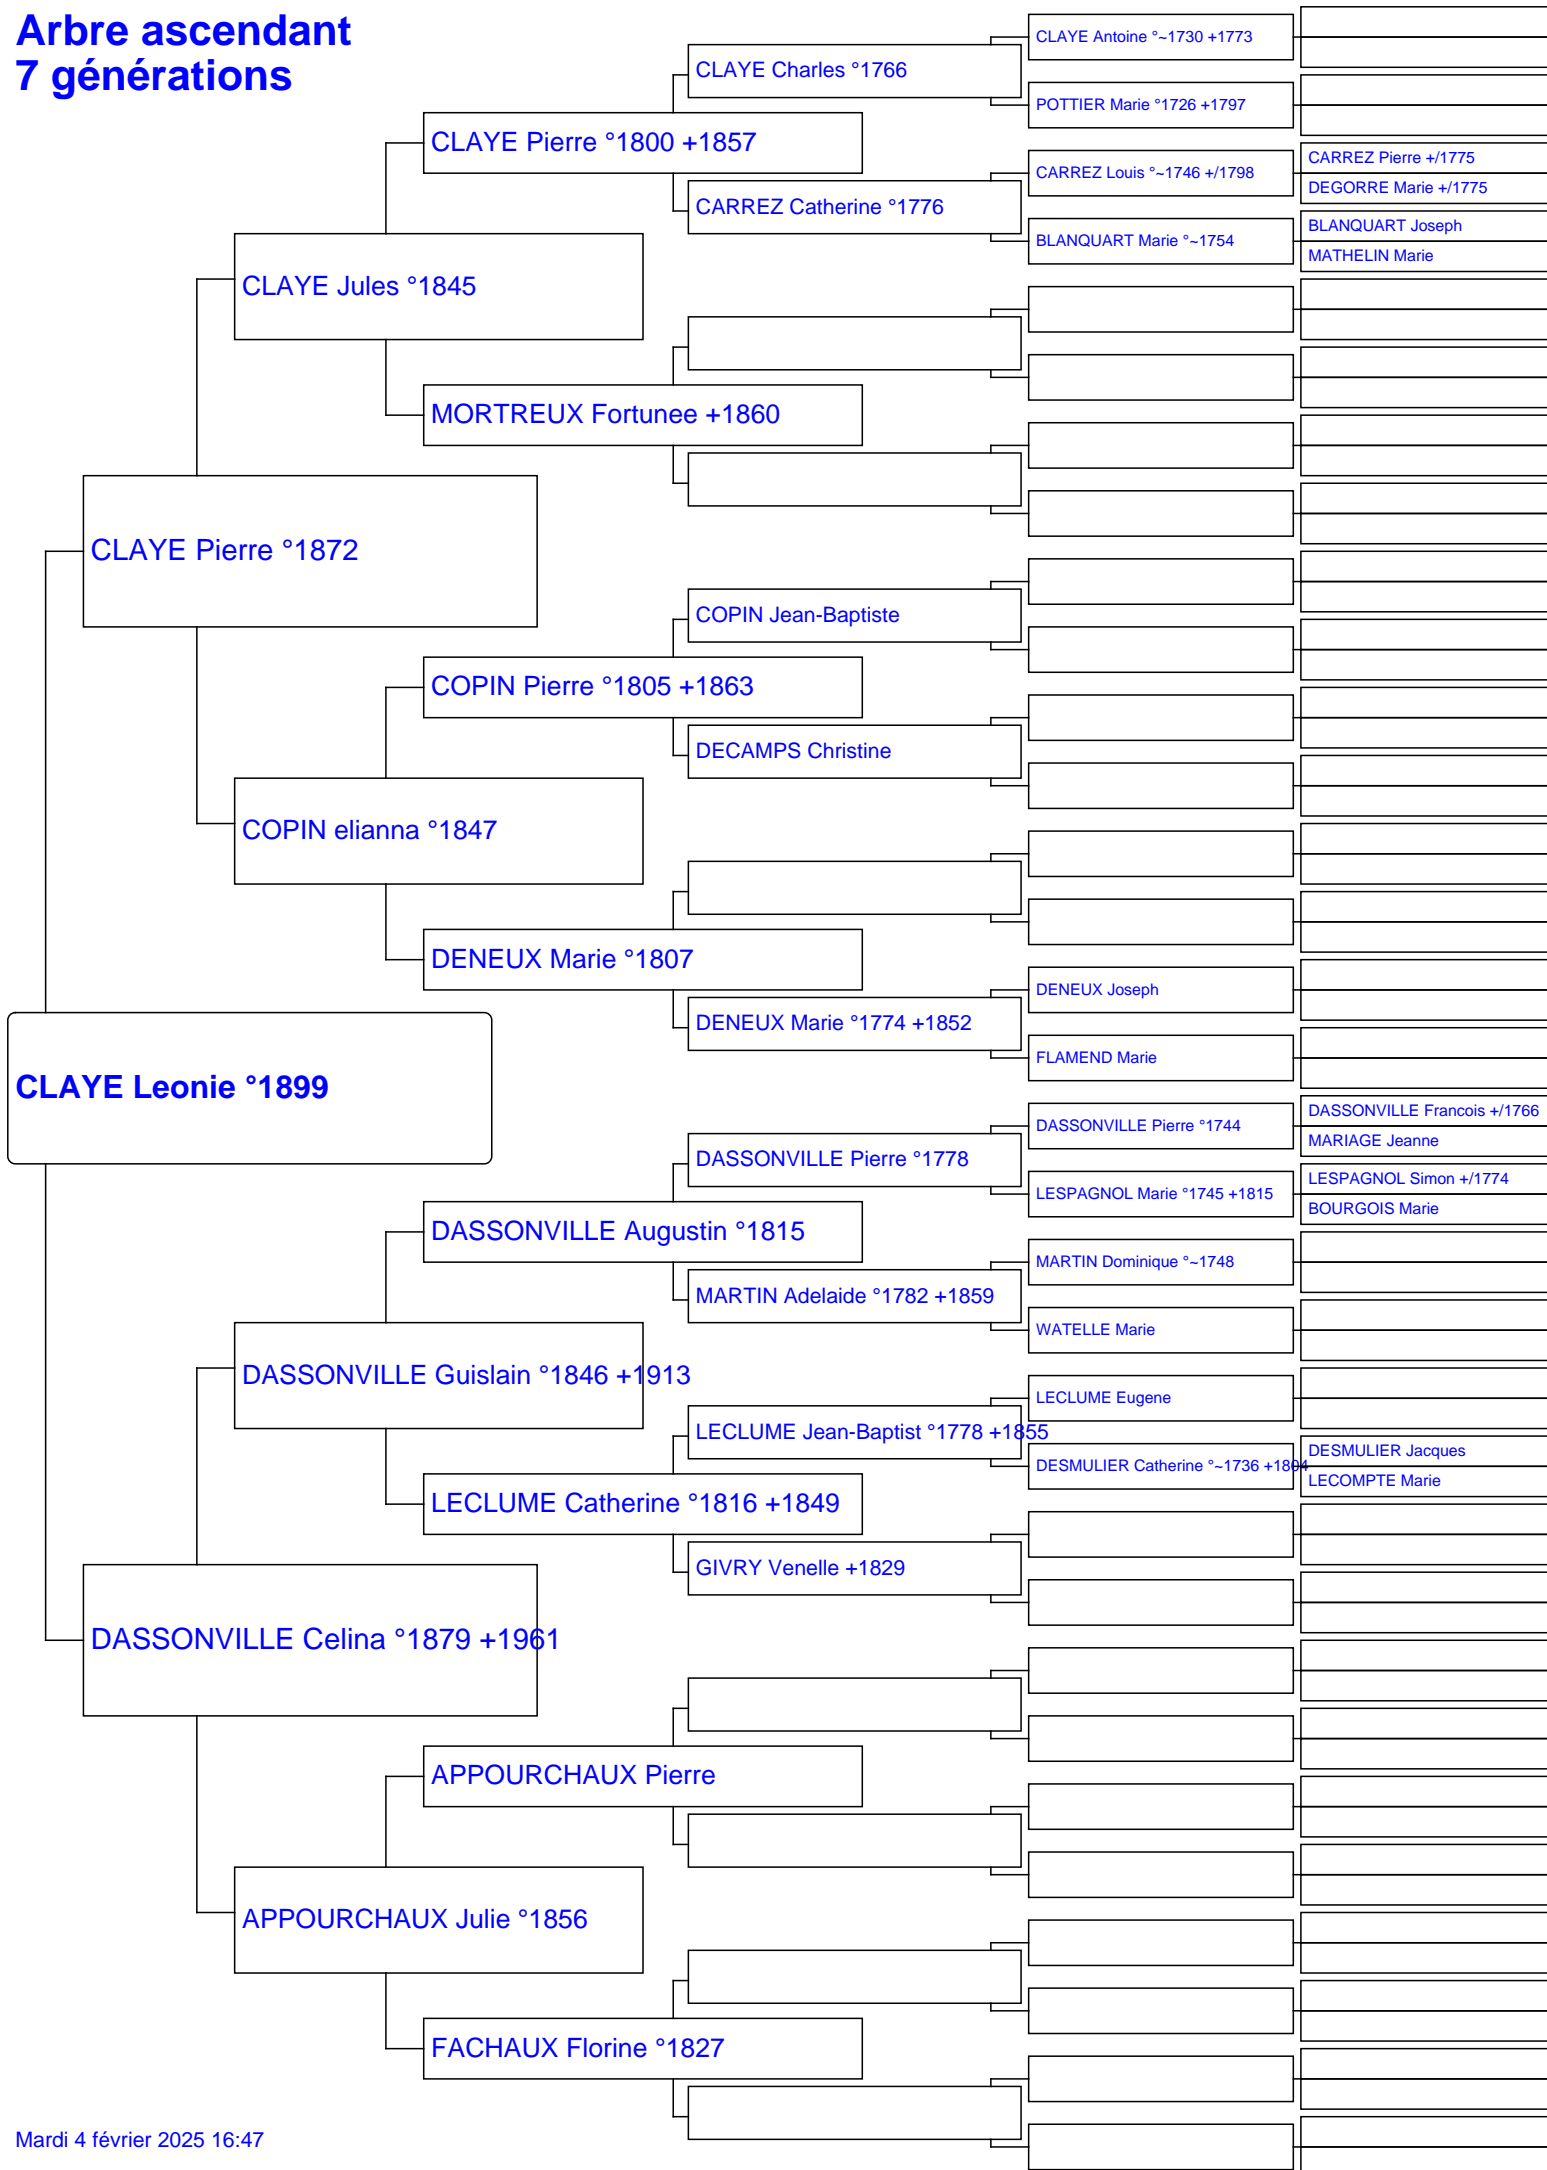 Arbre ascendant
7 générations
CLAYE Antoine °~1730 +1773
CLAYE Charles °1766
POTTIER Marie °1726 +1797
CLAYE Pierre °1800 +1857
CARREZ Pierre +/1775
CARREZ Louis °~1746 +/1798
DEGORRE Marie +/1775
CARREZ Catherine °1776
BLANQUART Joseph
BLANQUART Marie °~1754
MATHELIN Marie
CLAYE Jules °1845
MORTREUX Fortunee +1860
CLAYE Pierre °1872
COPIN Jean-Baptiste
COPIN Pierre °1805 +1863
DECAMPS Christine
COPIN elianna °1847
DENEUX Marie °1807
DENEUX Joseph
DENEUX Marie °1774 +1852
FLAMEND Marie
CLAYE Leonie °1899
DASSONVILLE Francois +/1766
DASSONVILLE Pierre °1744
MARIAGE Jeanne
DASSONVILLE Pierre °1778
LESPAGNOL Simon +/1774
LESPAGNOL Marie °1745 +1815
BOURGOIS Marie
DASSONVILLE Augustin °1815
MARTIN Dominique °~1748
MARTIN Adelaide °1782 +1859
WATELLE Marie
DASSONVILLE Guislain °1846 +1913
LECLUME Eugene
LECLUME Jean-Baptist °1778 +1855
DESMULIER Jacques
DESMULIER Catherine °~1736 +1804
LECOMPTE Marie
LECLUME Catherine °1816 +1849
GIVRY Venelle +1829
DASSONVILLE Celina °1879 +1961
APPOURCHAUX Pierre
APPOURCHAUX Julie °1856
FACHAUX Florine °1827
Mardi 4 février 2025 16:47